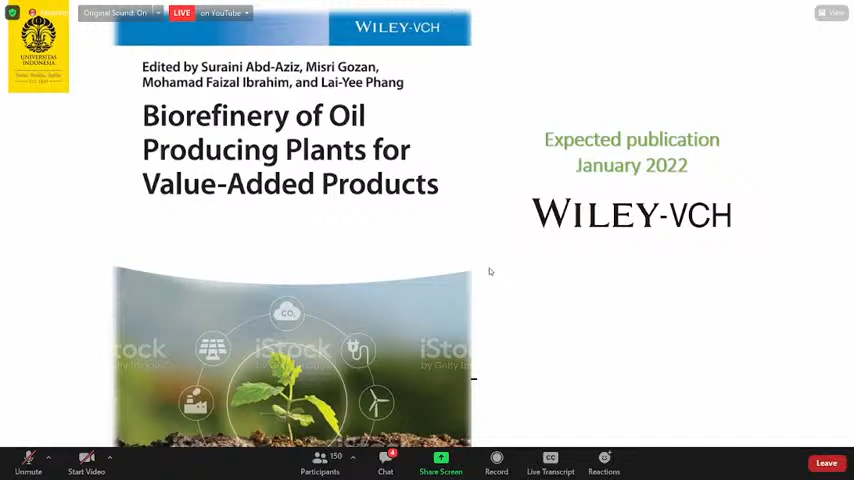 Original Sound: On
LIVE
on YouTube
View
UNIVERSITAS
INDONESIA
WILEY-VCH
Edited by Suraini Abd-Aziz, Misri Gozan,
Mohamad Faizal Ibrahim, and Lai-Yee Phang
Biorefinery of Oil
Producing Plants for
Value-Added Products
Expected publication
January 2022
WILEY-VCH
CO₂
iStock
iStock
iStock
Unmute
Start Video
150
Participants
4
Chat
Share Screen
Record
CC
Live Transcript
Reactions
Leave